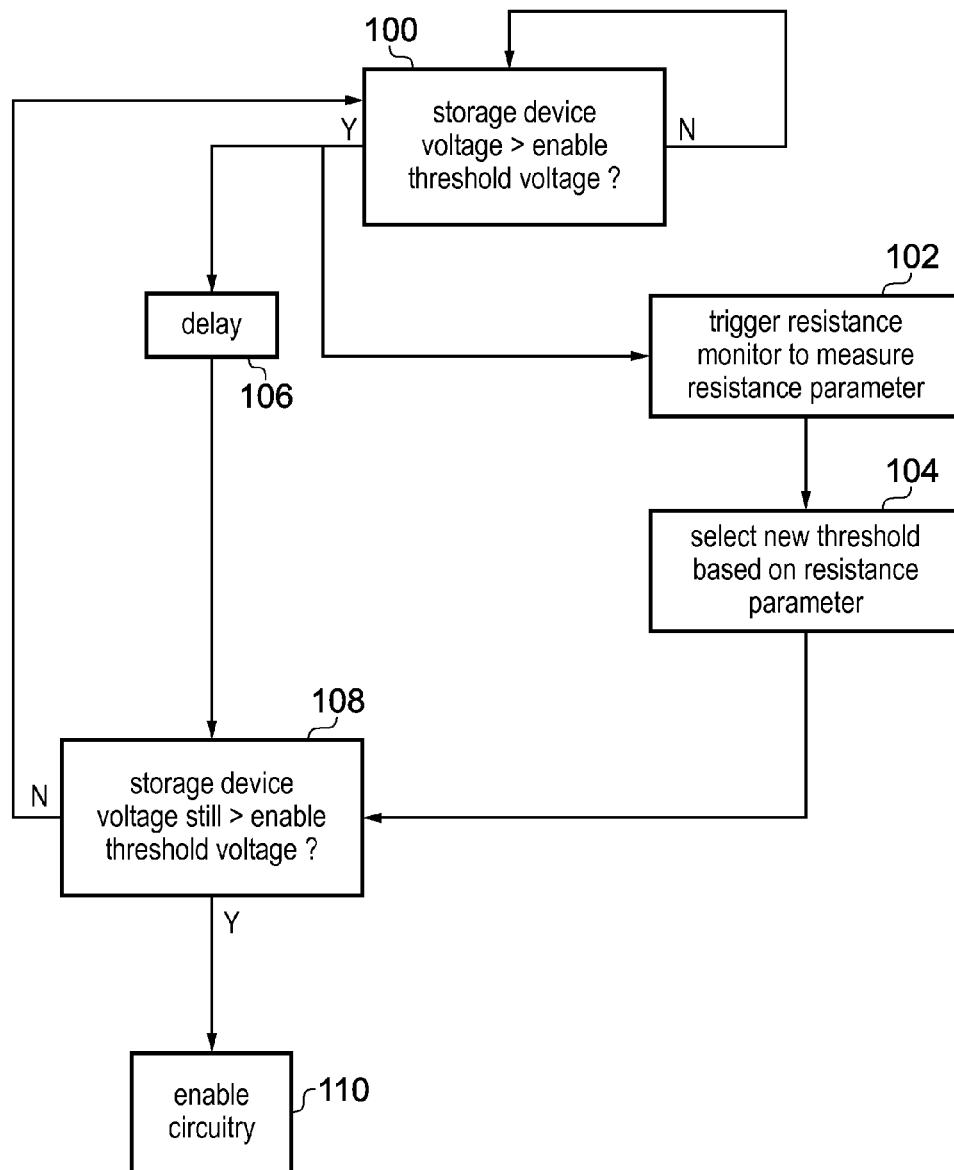 100
storage device
voltage > enable
threshold voltage ?
Y
N
102
trigger resistance
monitor to measure
resistance parameter
delay
106
104
select new threshold
based on resistance
parameter
108
storage device
voltage still > enable
threshold voltage ?
N
Y
enable
circuitry
110